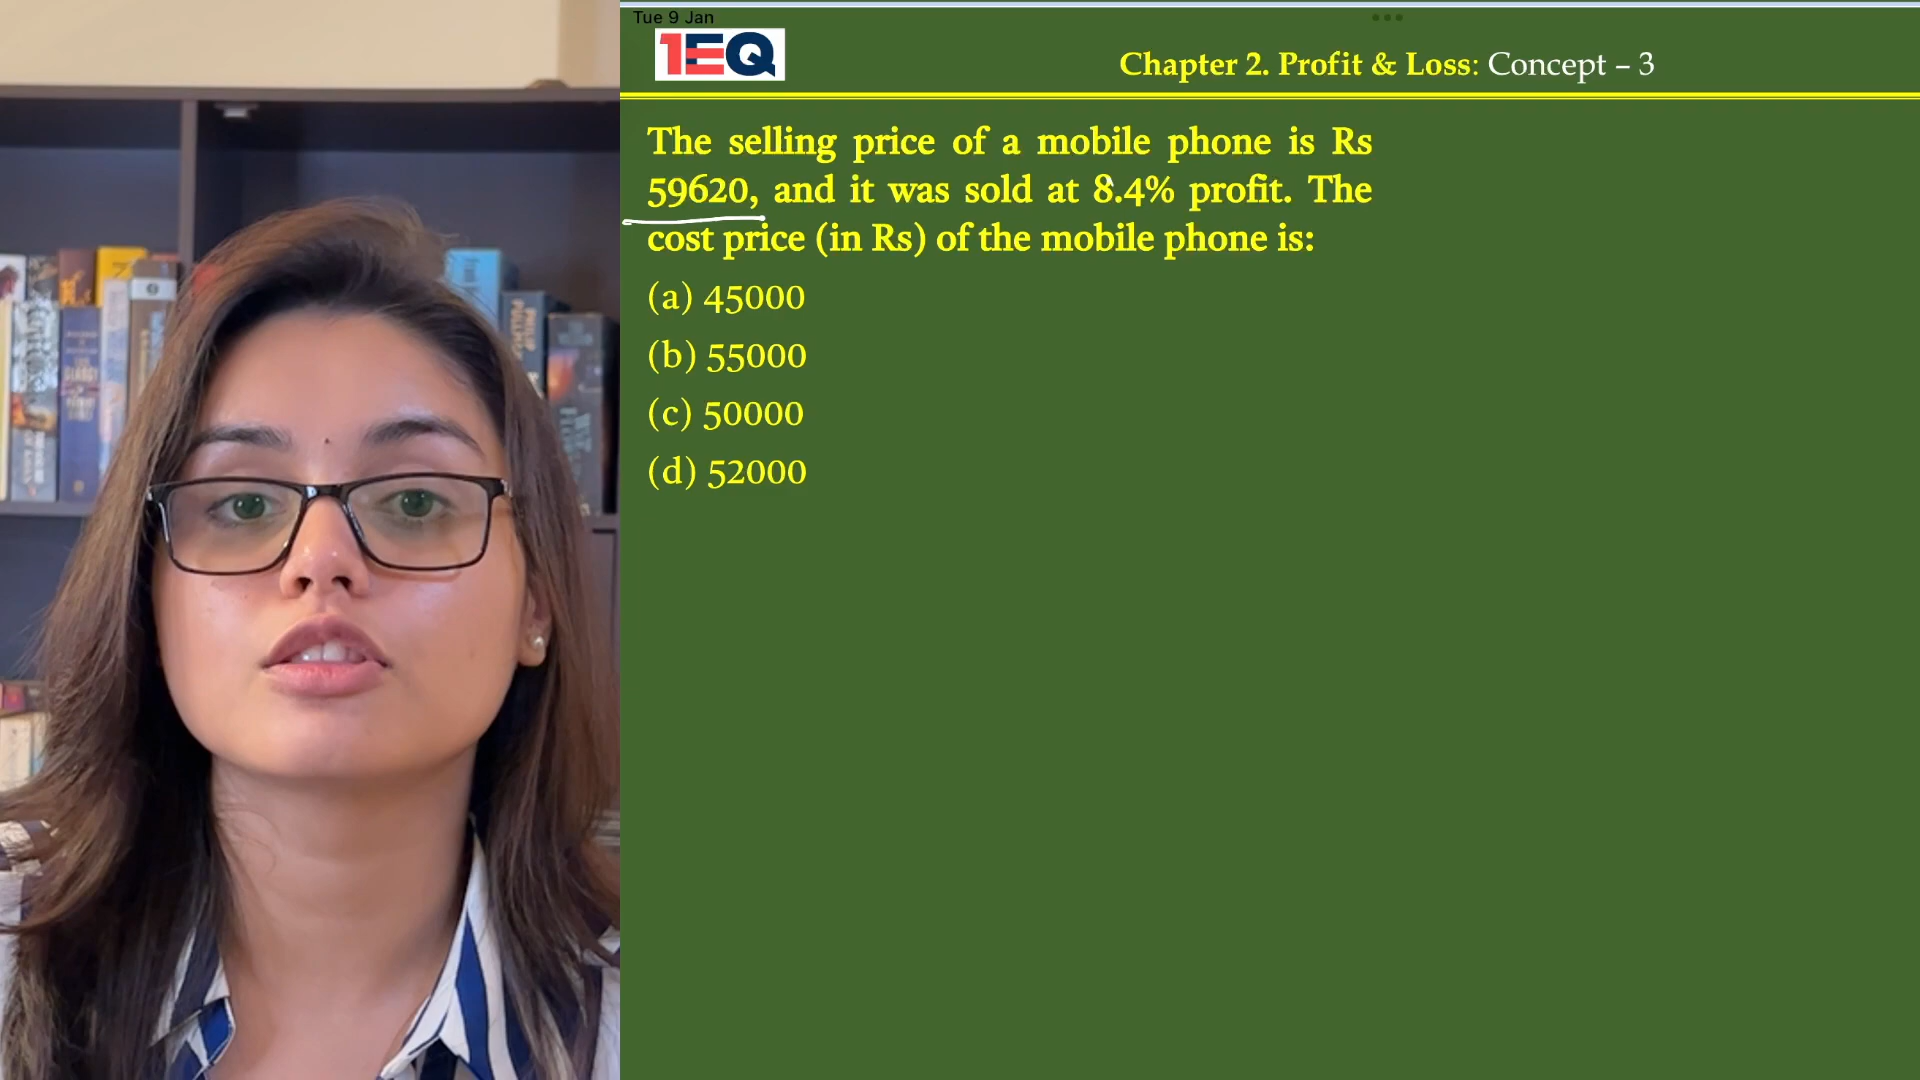 Tue 9 Jan
1EQ
Chapter 2. Profit & Loss: Concept – 3
The selling price of a mobile phone is Rs
59620, and it was sold at 8.4% profit. The
cost price (in Rs) of the mobile phone is:
(a) 45000
(b) 55000
(c) 50000
(d) 52000